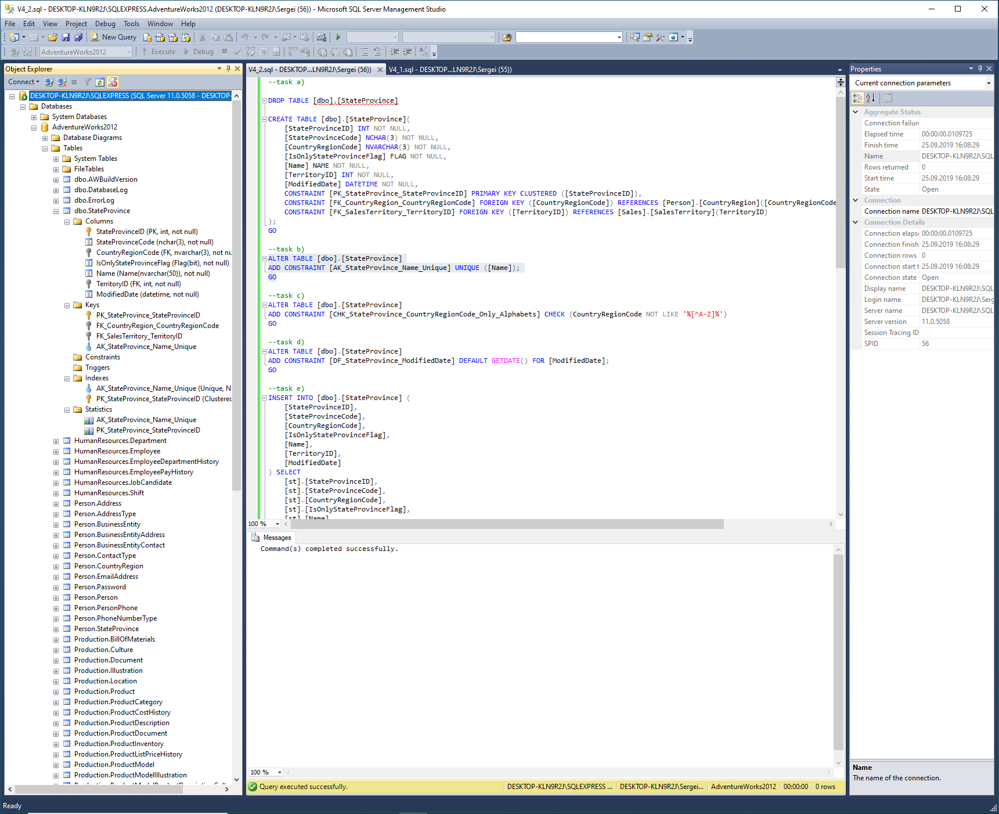 V4_2.sql - DESKTOP-KLN9R2J\SQLEXPRESS.AdventureWorks2012 (DESKTOP-KLN9R2J\Sergei (56)) - Microsoft SQL Server Management Studio
File Edit View Project Debug Tools Window Help
New Query
AdventureWorks2012 Execute Debug
Object Explorer
Connect
DESKTOP-KLN9R2J\SQLEXPRESS (SQL Server 11.0.5058 - DESKTOP-
Databases
System Databases
AdventureWorks2012
Database Diagrams
Tables
System Tables
FileTables
dbo.AWBuildVersion
dbo.DatabaseLog
dbo.ErrorLog
dbo.StateProvince
Columns
StateProvinceID (PK, int, not null)
StateProvinceCode (nchar(3), not null)
CountryRegionCode (FK, nvarchar(3), not nu
IsOnlyStateProvinceFlag (Flag(bit), not null)
Name (Name(nvarchar(50)), not null)
TerritoryID (FK, int, not null)
ModifiedDate (datetime, not null)
Keys
PK_StateProvince_StateProvinceID
FK_CountryRegion_CountryRegionCode
FK_SalesTerritory_TerritoryID
AK_StateProvince_Name_Unique
Constraints
Triggers
Indexes
AK_StateProvince_Name_Unique (Unique, N
PK_StateProvince_StateProvinceID (Clustered
Statistics
AK_StateProvince_Name_Unique
PK_StateProvince_StateProvinceID
HumanResources.Department
HumanResources.Employee
HumanResources.EmployeeDepartmentHistory
HumanResources.EmployeePayHistory
HumanResources.JobCandidate
HumanResources.Shift
Person.Address
Person.AddressType
Person.BusinessEntity
Person.BusinessEntityAddress
Person.BusinessEntityContact
Person.ContactType
Person.CountryRegion
Person.EmailAddress
Person.Password
Person.Person
Person.PersonPhone
Person.PhoneNumberType
Person.StateProvince
Production.BillOfMaterials
Production.Culture
Production.Document
Production.Illustration
Production.Location
Production.Product
Production.ProductCategory
Production.ProductCostHistory
Production.ProductDescription
Production.ProductDocument
Production.ProductInventory
Production.ProductListPriceHistory
Production.ProductModel
Production.ProductModelIllustration
V4_2.sql - DESKTOP...LN9R2J\Sergei (56)) V4_1.sql - DESKTOP...LN9R2J\Sergei (55))
--task a)
DROP TABLE [dbo].[StateProvince]
CREATE TABLE [dbo].[StateProvince](
[StateProvinceID] INT NOT NULL,
[StateProvinceCode] NCHAR(3) NOT NULL,
[CountryRegionCode] NVARCHAR(3) NOT NULL,
[IsOnlyStateProvinceFlag] FLAG NOT NULL,
[Name] NAME NOT NULL,
[TerritoryID] INT NOT NULL,
[ModifiedDate] DATETIME NOT NULL,
CONSTRAINT [PK_StateProvince_StateProvinceID] PRIMARY KEY CLUSTERED ([StateProvinceID]),
CONSTRAINT [FK_CountryRegion_CountryRegionCode] FOREIGN KEY ([CountryRegionCode]) REFERENCES [Person].[CountryRegion]([CountryRegionCode
CONSTRAINT [FK_SalesTerritory_TerritoryID] FOREIGN KEY ([TerritoryID]) REFERENCES [Sales].[SalesTerritory](TerritoryID)
);
GO
--task b)
ALTER TABLE [dbo].[StateProvince]
ADD CONSTRAINT [AK_StateProvince_Name_Unique] UNIQUE ([Name]);
GO
--task c)
ALTER TABLE [dbo].[StateProvince]
ADD CONSTRAINT [CHK_StateProvince_CountryRegionCode_Only_Alphabets] CHECK (CountryRegionCode NOT LIKE '%[^A-Z]%')
GO
--task d)
ALTER TABLE [dbo].[StateProvince]
ADD CONSTRAINT [DF_StateProvince_ModifiedDate] DEFAULT GETDATE() FOR [ModifiedDate];
GO
--task e)
INSERT INTO [dbo].[StateProvince] (
[StateProvinceID],
[StateProvinceCode],
[CountryRegionCode],
[IsOnlyStateProvinceFlag],
[Name],
[TerritoryID],
[ModifiedDate]
) SELECT
[st].[StateProvinceID],
[st].[StateProvinceCode],
[st].[CountryRegionCode],
[st].[IsOnlyStateProvinceFlag],
[st].[Name]
100 %
Messages
Command(s) completed successfully.
100 %
Query executed successfully. DESKTOP-KLN9R2J\SQLEXPRESS ... DESKTOP-KLN9R2J\Sergei... AdventureWorks2012 00:00:00 0 rows
Properties
Current connection parameters
Aggregate Status
Connection failure
Elapsed time 00:00:00.0109725
Finish time 25.09.2019 16:08:29
Name DESKTOP-KLN9R2J\SQL
Rows returned 0
Start time 25.09.2019 16:08:29
State Open
Connection
Connection name DESKTOP-KLN9R2J\SQL
Connection Details
Connection elaps 00:00:00.0109725
Connection finish 25.09.2019 16:08:29
Connection rows 0
Connection start t 25.09.2019 16:08:29
Connection state Open
Display name DESKTOP-KLN9R2J\SQL
Login name DESKTOP-KLN9R2J\Serg
Server name DESKTOP-KLN9R2J\SQL
Server version 11.0.5058
Session Tracing ID
SPID 56
Name
The name of the connection.
Ready